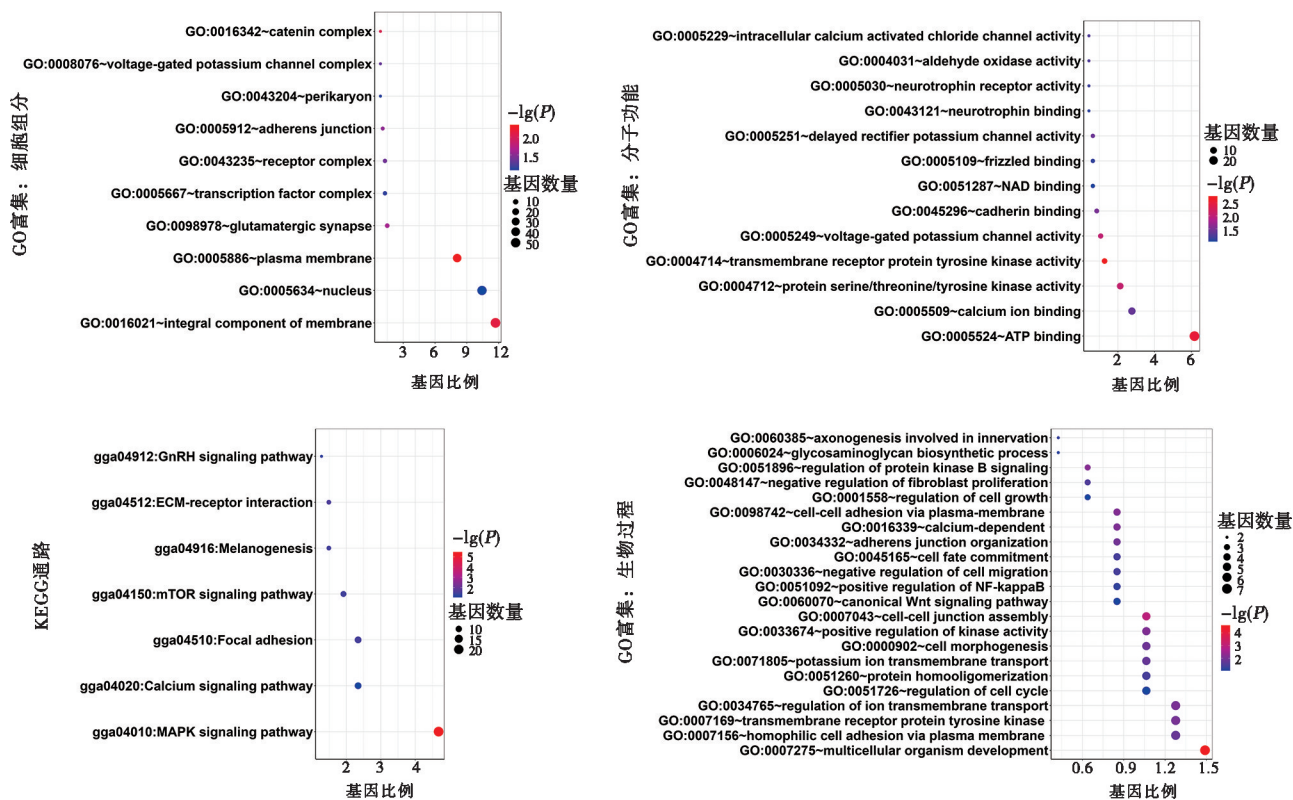 GO富集：细胞组分
GO:0016342~catenin complex
GO:0008076~voltage-gated potassium channel complex
GO:0043204~perikaryon
GO:0005912~adherens junction
GO:0043235~receptor complex
GO:0005667~transcription factor complex
GO:0098978~glutamatergic synapse
GO:0005886~plasma membrane
GO:0005634~nucleus
GO:0016021~integral component of membrane
3 6 9 12
基因比例
−lg(P)
2.0
1.5
基因数量
10
20
30
40
50
GO富集：分子功能
GO:0005229~intracellular calcium activated chloride channel activity
GO:0004031~aldehyde oxidase activity
GO:0005030~neurotrophin receptor activity
GO:0043121~neurotrophin binding
GO:0005251~delayed rectifier potassium channel activity
GO:0005109~frizzled binding
GO:0051287~NAD binding
GO:0045296~cadherin binding
GO:0005249~voltage-gated potassium channel activity
GO:0004714~transmembrane receptor protein tyrosine kinase activity
GO:0004712~protein serine/threonine/tyrosine kinase activity
GO:0005509~calcium ion binding
GO:0005524~ATP binding
2 4 6
基因比例
基因数量
10
20
−lg(P)
2.5
2.0
1.5
KEGG通路
gga04912:GnRH signaling pathway
gga04512:ECM-receptor interaction
gga04916:Melanogenesis
gga04150:mTOR signaling pathway
gga04510:Focal adhesion
gga04020:Calcium signaling pathway
gga04010:MAPK signaling pathway
2 3 4
基因比例
−lg(P)
5
4
3
2
基因数量
10
15
20
GO富集：生物过程
GO:0060385~axonogenesis involved in innervation
GO:0006024~glycosaminoglycan biosynthetic process
GO:0051896~regulation of protein kinase B signaling
GO:0048147~negative regulation of fibroblast proliferation
GO:0001558~regulation of cell growth
GO:0098742~cell-cell adhesion via plasma-membrane
GO:0016339~calcium-dependent
GO:0034332~adherens junction organization
GO:0045165~cell fate commitment
GO:0030336~negative regulation of cell migration
GO:0051092~positive regulation of NF-kappaB
GO:0060070~canonical Wnt signaling pathway
GO:0007043~cell-cell junction assembly
GO:0033674~positive regulation of kinase activity
GO:0000902~cell morphogenesis
GO:0071805~potassium ion transmembrane transport
GO:0051260~protein homooligomerization
GO:0051726~regulation of cell cycle
GO:0034765~regulation of ion transmembrane transport
GO:0007169~transmembrane receptor protein tyrosine kinase
GO:0007156~homophilic cell adhesion via plasma membrane
GO:0007275~multicellular organism development
0.6 0.9 1.2 1.5
基因比例
基因数量
2
3
4
5
6
7
−lg(P)
4
3
2